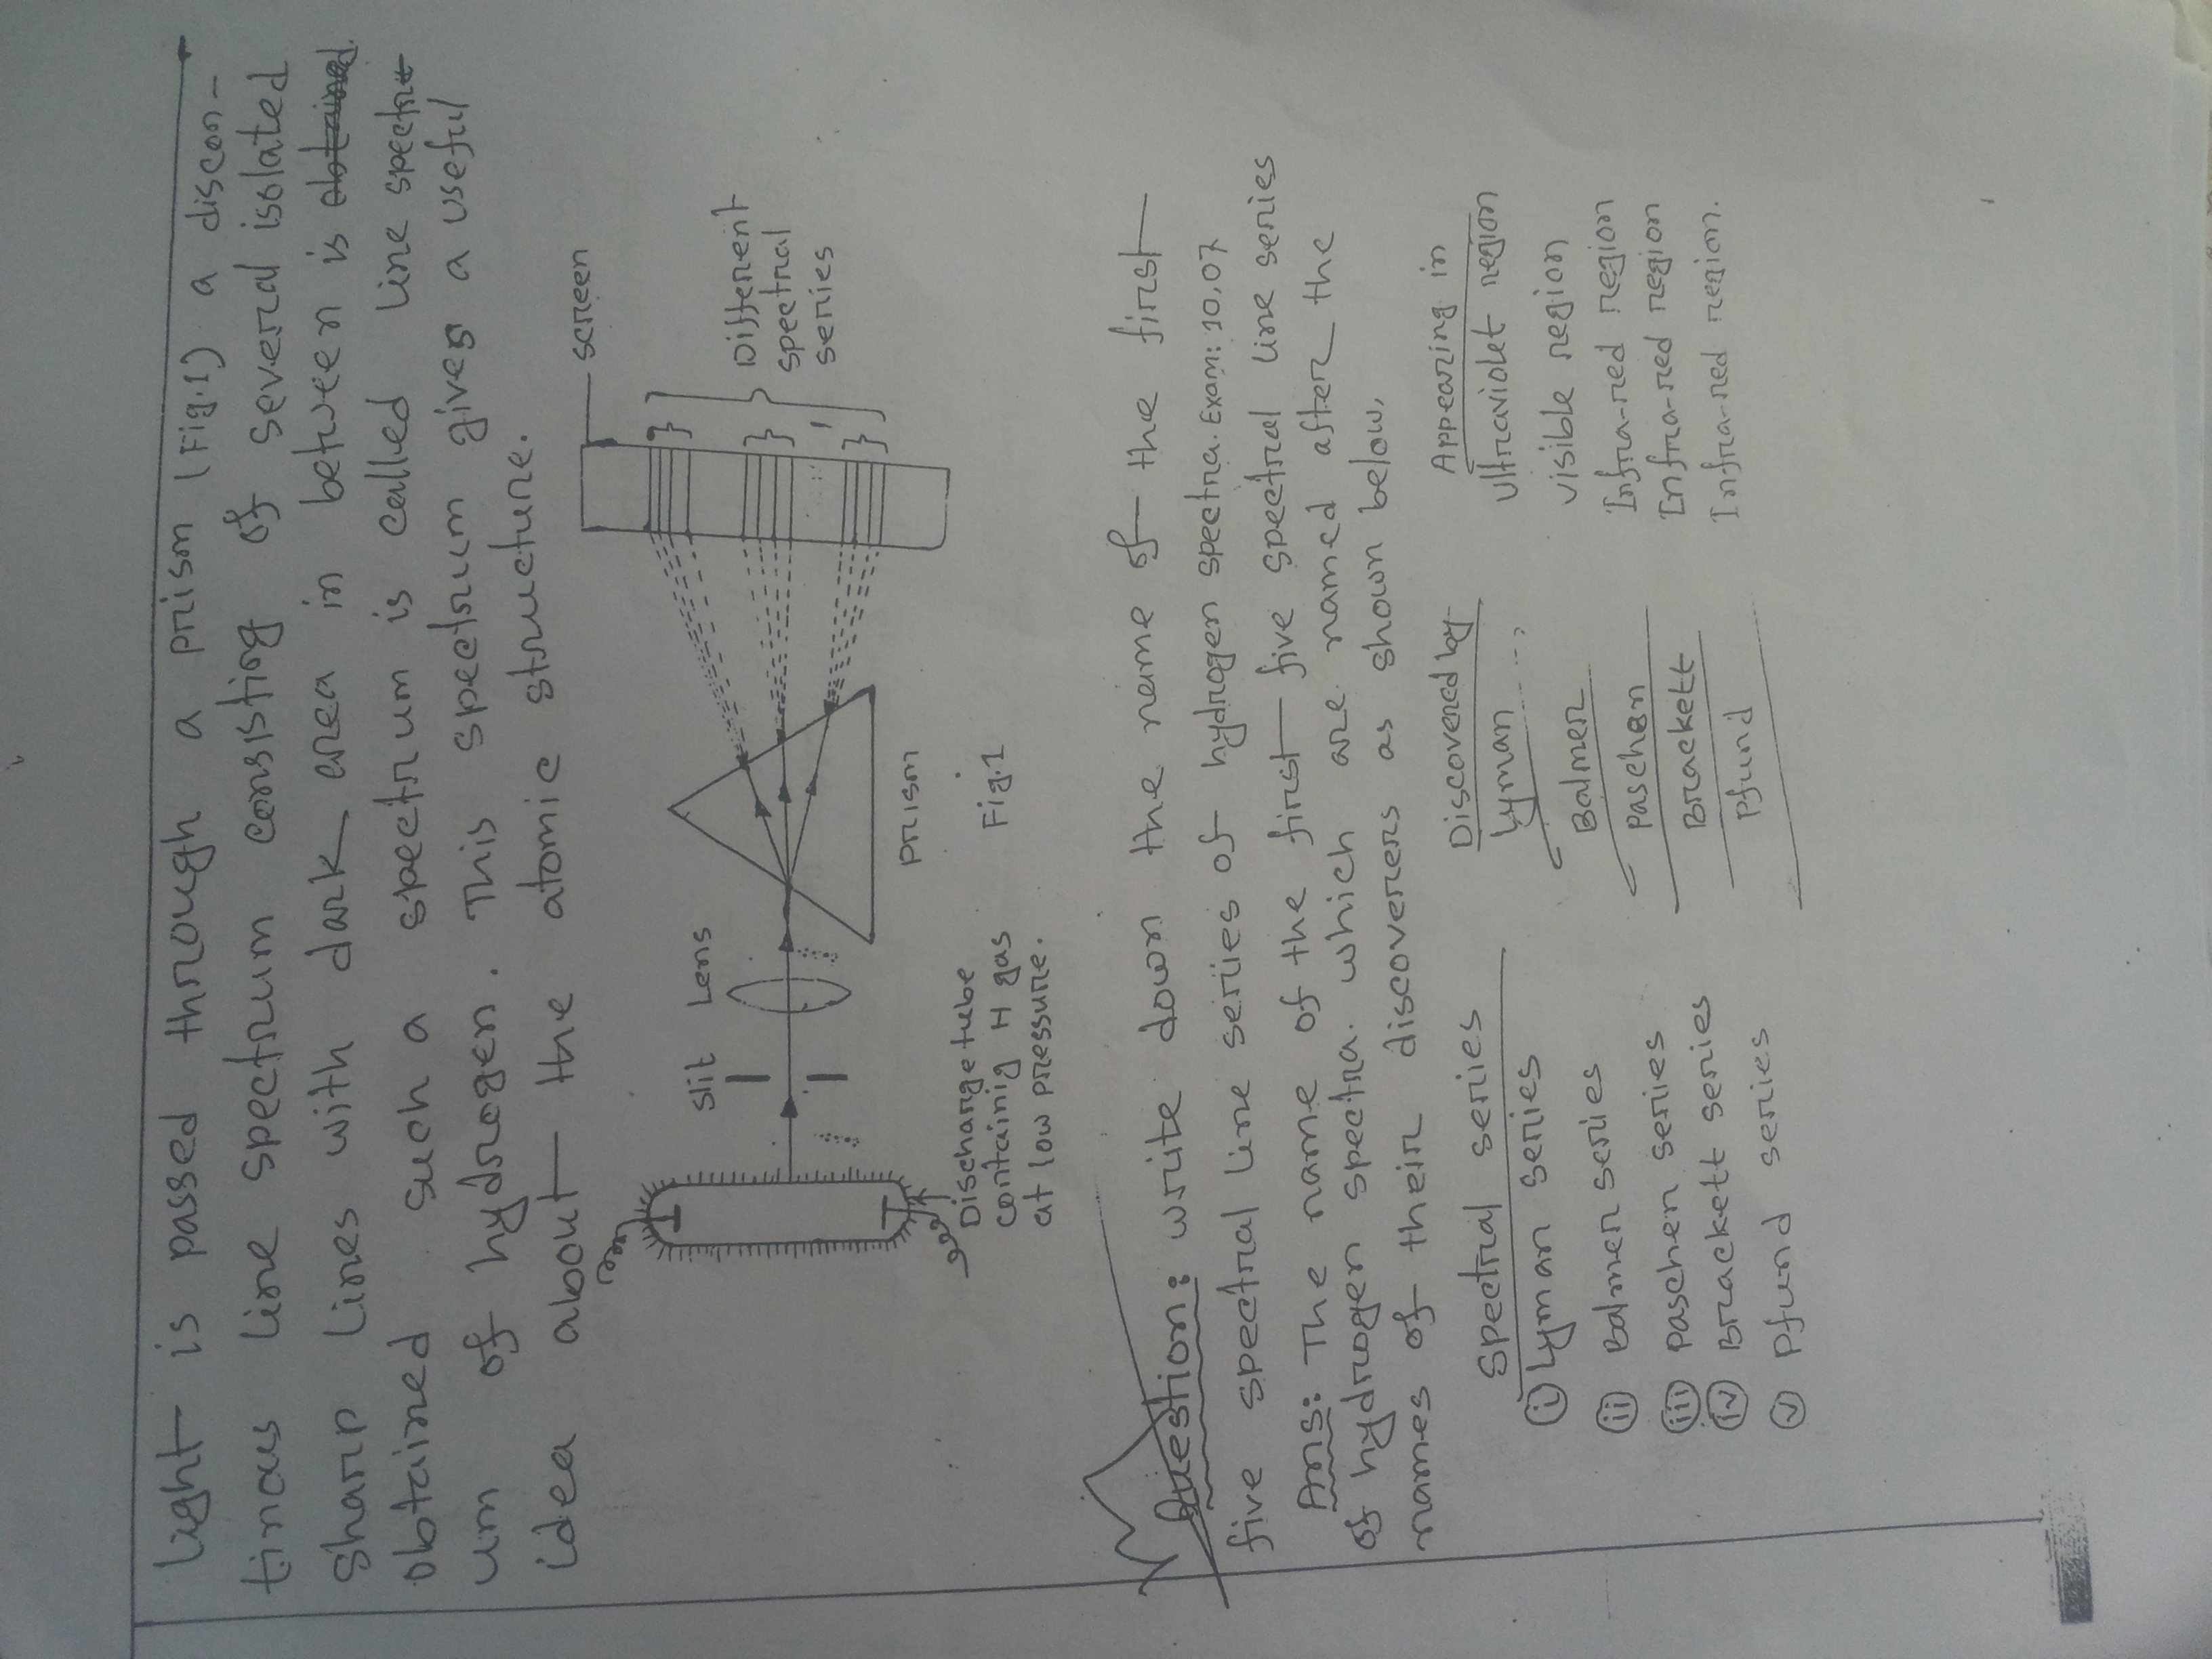 light is passed through a prism (Fig.1) a discon-
tinous line spectrum consisting of several isolated
sharp lines with dark area in between is obtained.
obtained such a spectrum is called line spectr
um of hydrogen. This spectrum gives a useful
idea about the atomic structure.
screen
Slit Lens
Different
spectral
series
Prism
Discharge tube
containig H gas
at low pressure.
Fig.1
Question: write down the name of the first
five spectral line series of hydrogen spectra. Exam: 10,07
Ans: The name of the first five spectral line series
of hydrogen spectra. which are named after the
names of their discoverers as shown below,
Spectral series Discovered by Appearing in
(i) Lyman series Lyman ultraviolet region
(ii) Balmer series Balmer visible region
(iii) Paschen series Paschen Infra-red region
(iv) Brackett series Brackett Infra-red region
(v) Pfund series Pfund Infra-red region.